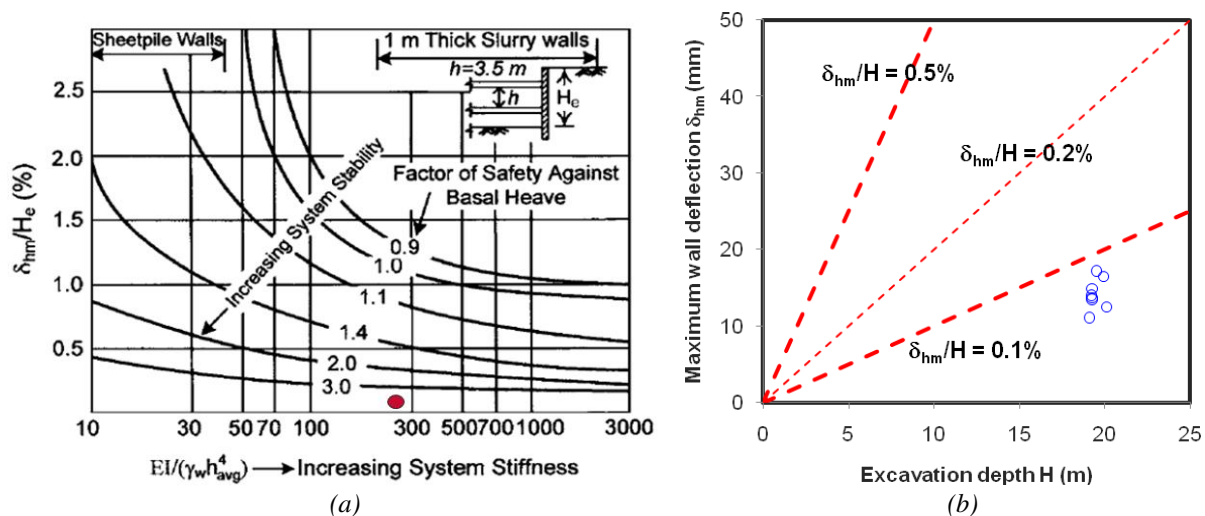 Sheetpile Walls
1 m Thick Slurry walls
h=3.5 m
h
He
2.5
2.0
1.5
1.0
0.5
δhm/He (%)
Increasing System Stability
Factor of Safety Against
Basal Heave
0.9
1.0
1.1
1.4
2.0
3.0
10 30 50 70 100 300 500 700 1000 3000
EI/(γwh⁴avg) → Increasing System Stiffness
(a)
Maximum wall deflection δhm (mm)
50
40
30
20
10
0
δhm/H = 0.5%
δhm/H = 0.2%
δhm/H = 0.1%
0 5 10 15 20 25
Excavation depth H (m)
(b)